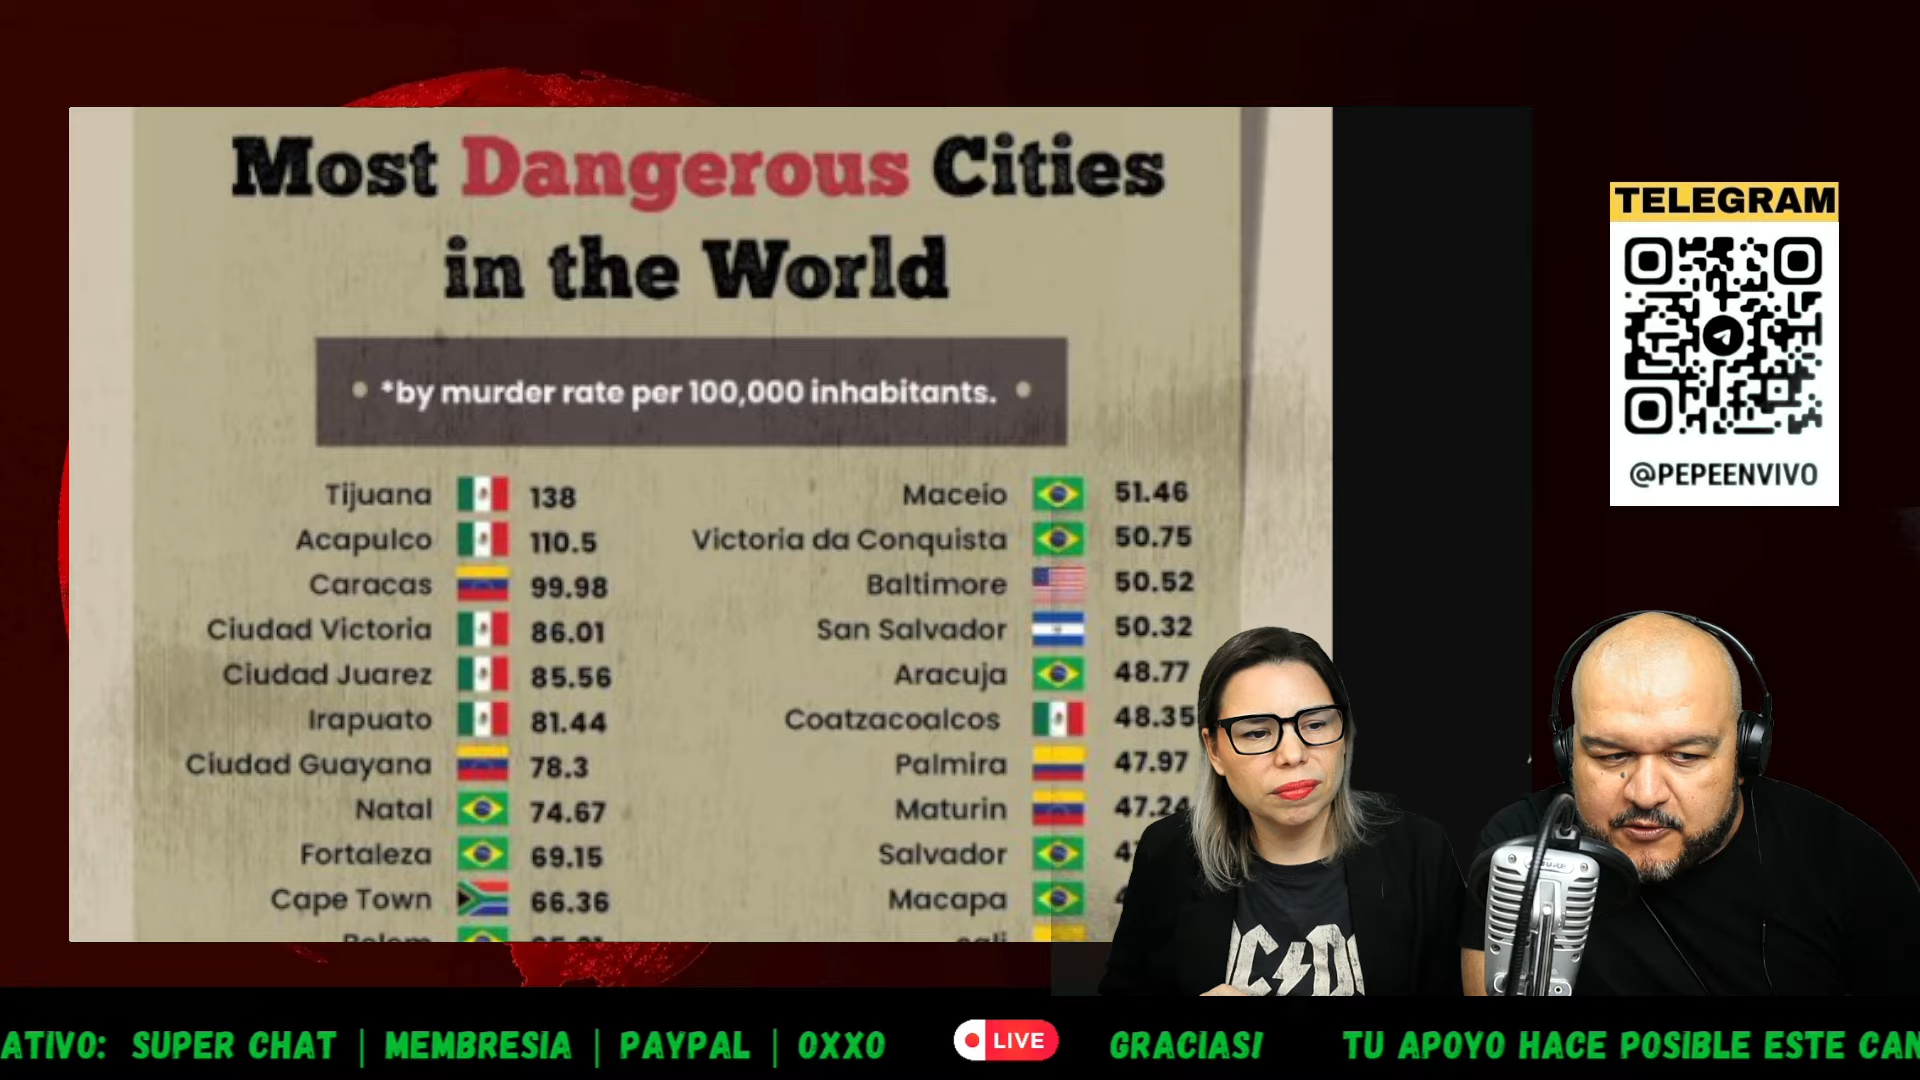 Most Dangerous Cities
in the World
*by murder rate per 100,000 inhabitants.
Tijuana 138
Acapulco 110.5
Caracas 99.98
Ciudad Victoria 86.01
Ciudad Juarez 85.56
Irapuato 81.44
Ciudad Guayana 78.3
Natal 74.67
Fortaleza 69.15
Cape Town 66.36
Maceio 51.46
Victoria da Conquista 50.75
Baltimore 50.52
San Salvador 50.32
Aracuja 48.77
Coatzacoalcos 48.35
Palmira 47.97
Maturin 47.24
Salvador
Macapa
TELEGRAM
@PEPEENVIVO
SHURE
ATIVO: SUPER CHAT | MEMBRESIA | PAYPAL | OXXO
LIVE
GRACIAS!
TU APOYO HACE POSIBLE ESTE CAN